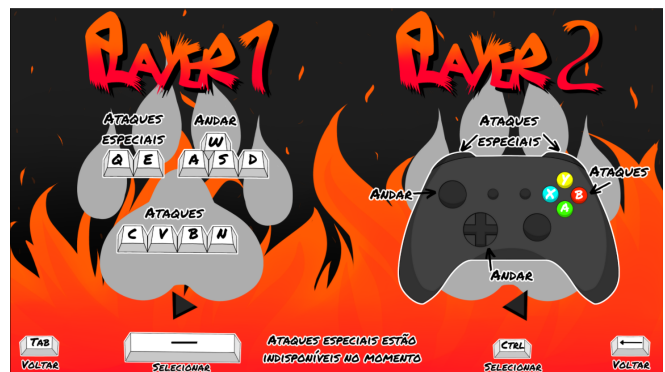 PLAYER 1
PLAYER 2
ATAQUES
ESPECIAIS
ANDAR
Q E
W
A S D
ATAQUES
C V B N
ATAQUES
ESPECIAIS
ANDAR
ATAQUES
Y
X B
A
ANDAR
TAB
VOLTAR
SELECIONAR
ATAQUES ESPECIAIS ESTÃO
INDISPONÍVEIS NO MOMENTO
CTRL
SELECIONAR
VOLTAR